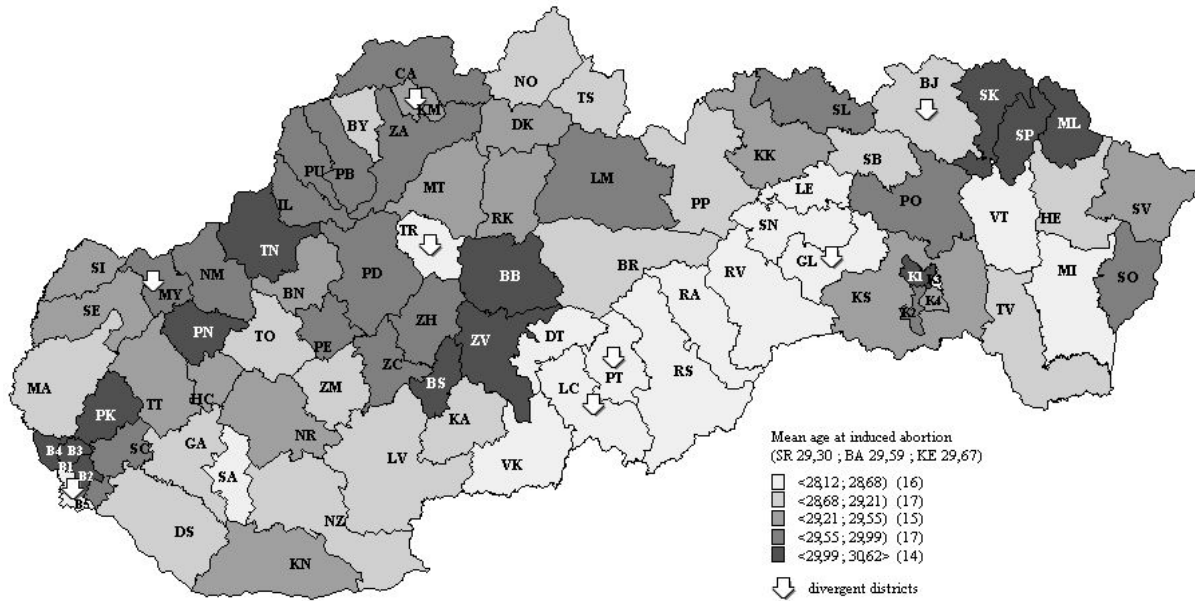 CA
NO
KM
TS
BY
ZA
DK
SL
BJ
SK
SP
ML
PU
PB
MT
LM
KK
SB
IL
RK
PP
LE
PO
VT
HE
SV
TN
TR
SN
SI
NM
PD
BB
BR
RV
GL
MI
SO
MY
BN
K1
K3
SE
RA
KS
K4
K2
TV
PN
TO
PE
ZH
ZV
DT
MA
ZM
ZC
BS
LC
PT
RS
PK
TT
HC
KA
B4 B3
SC
GA
NR
LV
VK
B1
B2
SA
B5
DS
NZ
KN
Mean age at induced abortion
(SR 29,30 ; BA 29,59 ; KE 29,67)
<28,12 ; 28,68) (16)
<28,68 ; 29,21) (17)
<29,21 ; 29,55) (15)
<29,55 ; 29,99) (17)
<29,99 ; 30,62> (14)
divergent districts